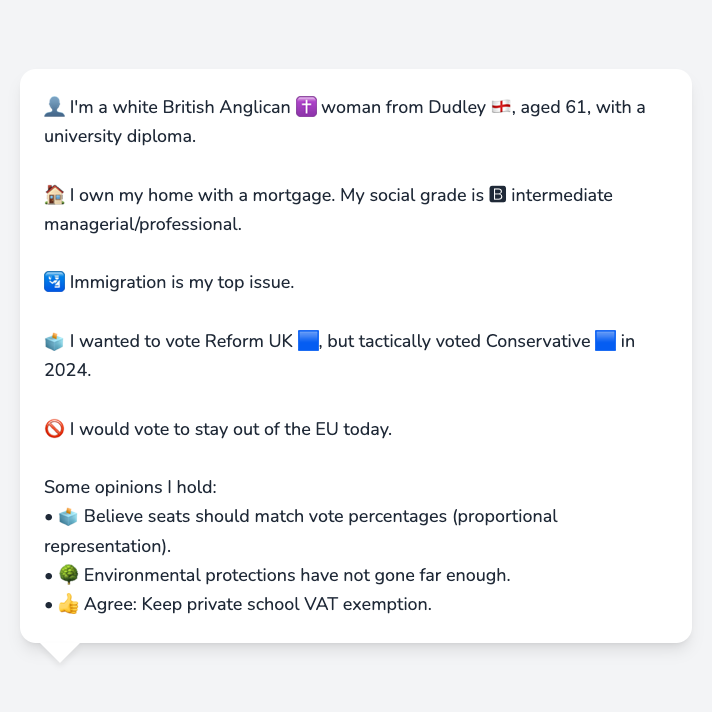 👤 I'm a white British Anglican ✝️ woman from Dudley 🏴󠁧󠁢󠁥󠁮󠁧󠁿, aged 61, with a
university diploma.
🏠 I own my home with a mortgage. My social grade is 🅱 intermediate
managerial/professional.
🛂 Immigration is my top issue.
🗳️ I wanted to vote Reform UK 🟦, but tactically voted Conservative 🟦 in
2024.
🚫 I would vote to stay out of the EU today.
Some opinions I hold:
• 🗳️ Believe seats should match vote percentages (proportional
representation).
• 🌳 Environmental protections have not gone far enough.
• 👍 Agree: Keep private school VAT exemption.